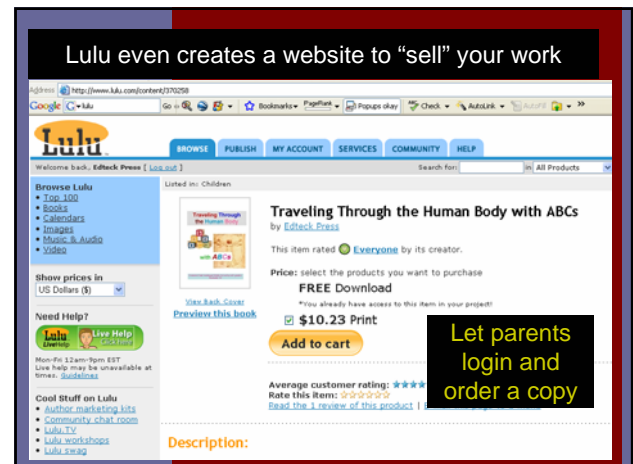 Lulu even creates a website to “sell” your work
Address http://www.lulu.com/content/370258
Google G lulu Go Bookmarks PageRank Popups okay Check AutoLink AutoFill
Lulu
BROWSE PUBLISH MY ACCOUNT SERVICES COMMUNITY HELP
Welcome back, Edteck Press [ Log out ] Search for: in All Products
Browse Lulu
• Top 100
• Books
• Calendars
• Images
• Music & Audio
• Video
Show prices in
US Dollars ($)
Need Help?
Lulu LiveHelp Live Help Click here!
Mon-Fri 12am-9pm EST
Live help may be unavailable at
times. Guidelines
Cool Stuff on Lulu
• Author marketing kits
• Community chat room
• Lulu.TV
• Lulu workshops
• Lulu swag
Listed in: Children
Traveling Through
the Human Body
with ABCs
View Back Cover
Preview this book
Traveling Through the Human Body with ABCs
by Edteck Press
This item rated Everyone by its creator.
Price: select the products you want to purchase
FREE Download
*You already have access to this item in your project!
$10.23 Print
Add to cart
Average customer rating:
Rate this item:
Read the 1 review of this product |
Let parents
login and
order a copy
Description: